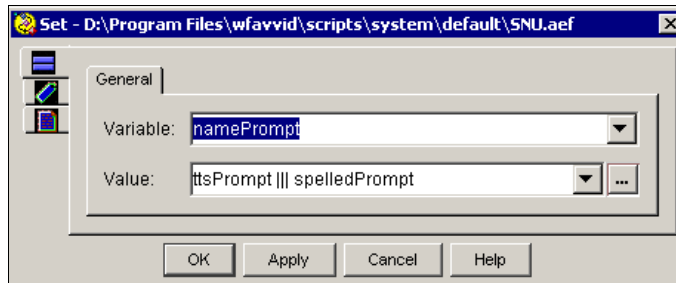 Set - D:\Program Files\wfavvid\scripts\system\default\SNU.aef
General
Variable: namePrompt
Value: ttsPrompt ||| spelledPrompt ...
OK Apply Cancel Help